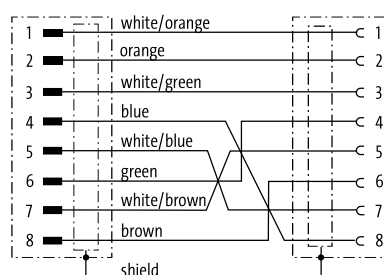 1 white/orange 1
2 orange 2
3 white/green 3
4 blue 4
5 white/blue 5
6 green 6
7 white/brown 7
8 brown 8
shield